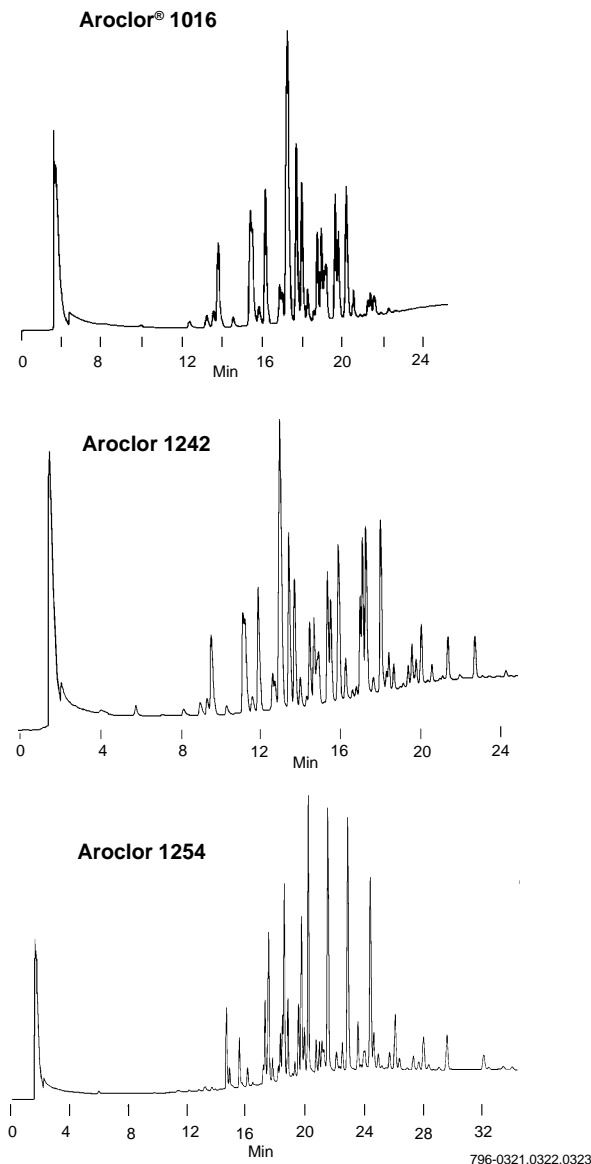 Aroclor® 1016
0 8 12 16 20 24
Min
Aroclor 1242
0 4 8 12 16 20 24
Min
Aroclor 1254
0 4 8 16 20 24 28 32
Min
796-0321.0322.0323